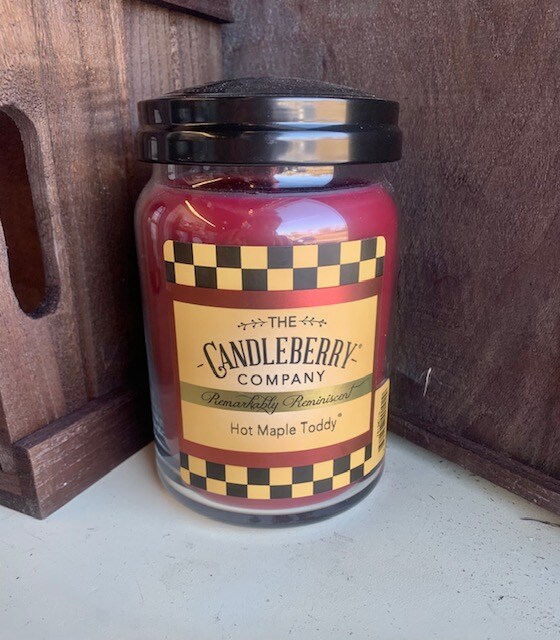 THE
CANDLEBERRY®
COMPANY
Remarkably Reminiscent
Hot Maple Toddy®